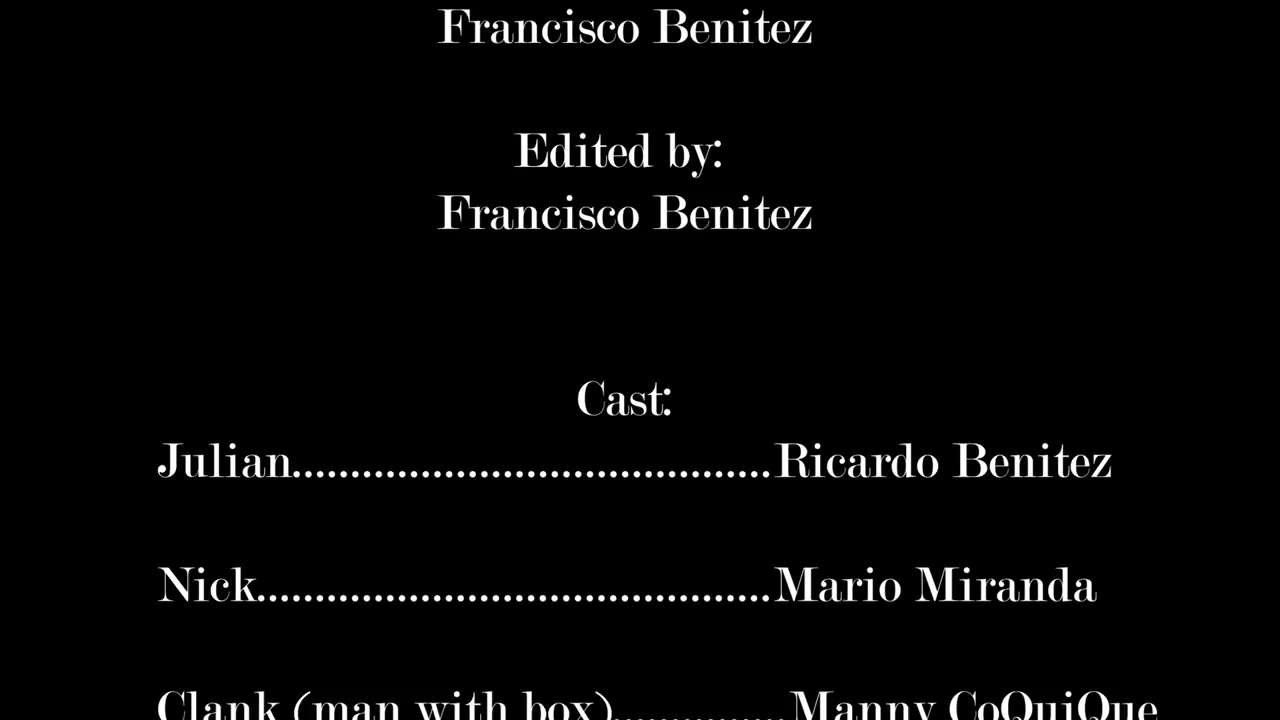 Francisco Benitez
Edited by:
Francisco Benitez
Cast:
Julian.........................................Ricardo Benitez
Nick............................................Mario Miranda
Clank (man with box)...............Manny CoQuiQue